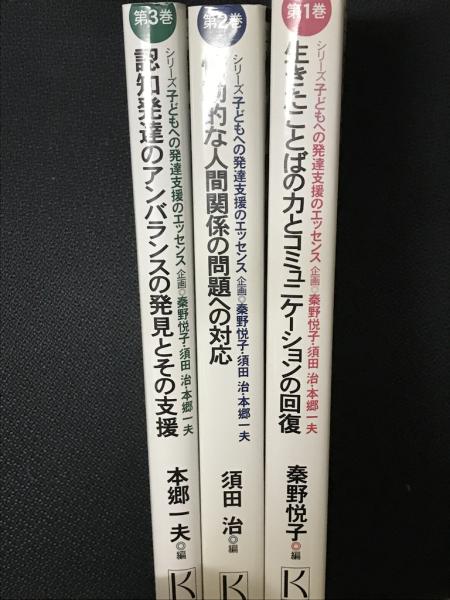 第3巻
シリーズ 子どもへの発達支援のエッセンス 企画◎秦野悦子・須田 治・本郷一夫
認知発達のアンバランスの発見とその支援
本郷一夫◎編
K
第2巻
シリーズ 子どもへの発達支援のエッセンス 企画◎秦野悦子・須田 治・本郷一夫
動的な人間関係の問題への対応
須田 治◎編
K
第1巻
シリーズ 子どもへの発達支援のエッセンス 企画◎秦野悦子・須田 治・本郷一夫
生きたことばの力とコミュニケーションの回復
秦野悦子◎編
K